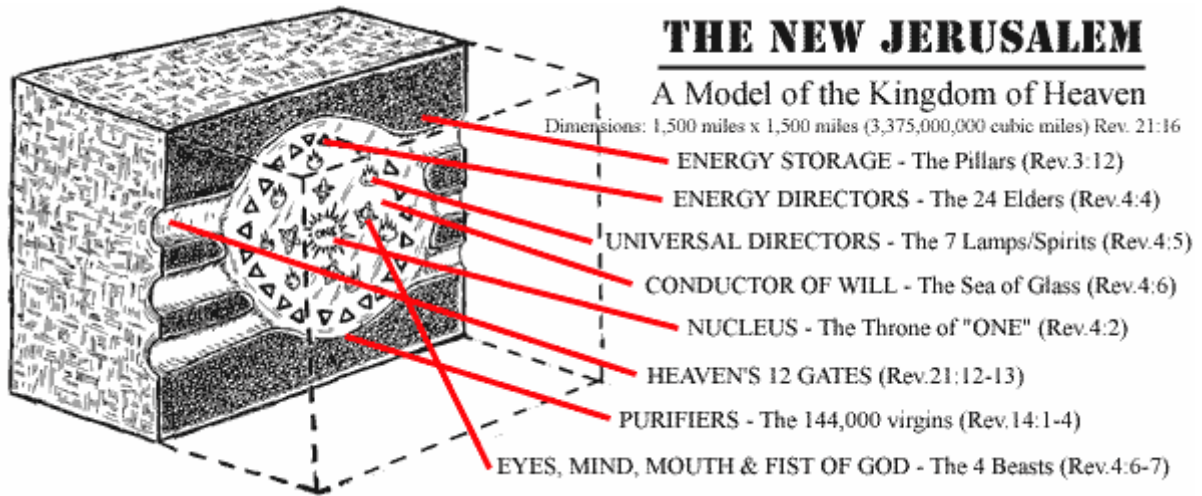 THE NEW JERUSALEM
A Model of the Kingdom of Heaven
Dimensions: 1,500 miles x 1,500 miles (3,375,000,000 cubic miles) Rev. 21:16
ENERGY STORAGE - The Pillars (Rev.3:12)
ENERGY DIRECTORS - The 24 Elders (Rev.4:4)
UNIVERSAL DIRECTORS - The 7 Lamps/Spirits (Rev.4:5)
CONDUCTOR OF WILL - The Sea of Glass (Rev.4:6)
ONE
NUCLEUS - The Throne of "ONE" (Rev.4:2)
HEAVEN'S 12 GATES (Rev.21:12-13)
PURIFIERS - The 144,000 virgins (Rev.14:1-4)
EYES, MIND, MOUTH & FIST OF GOD - The 4 Beasts (Rev.4:6-7)